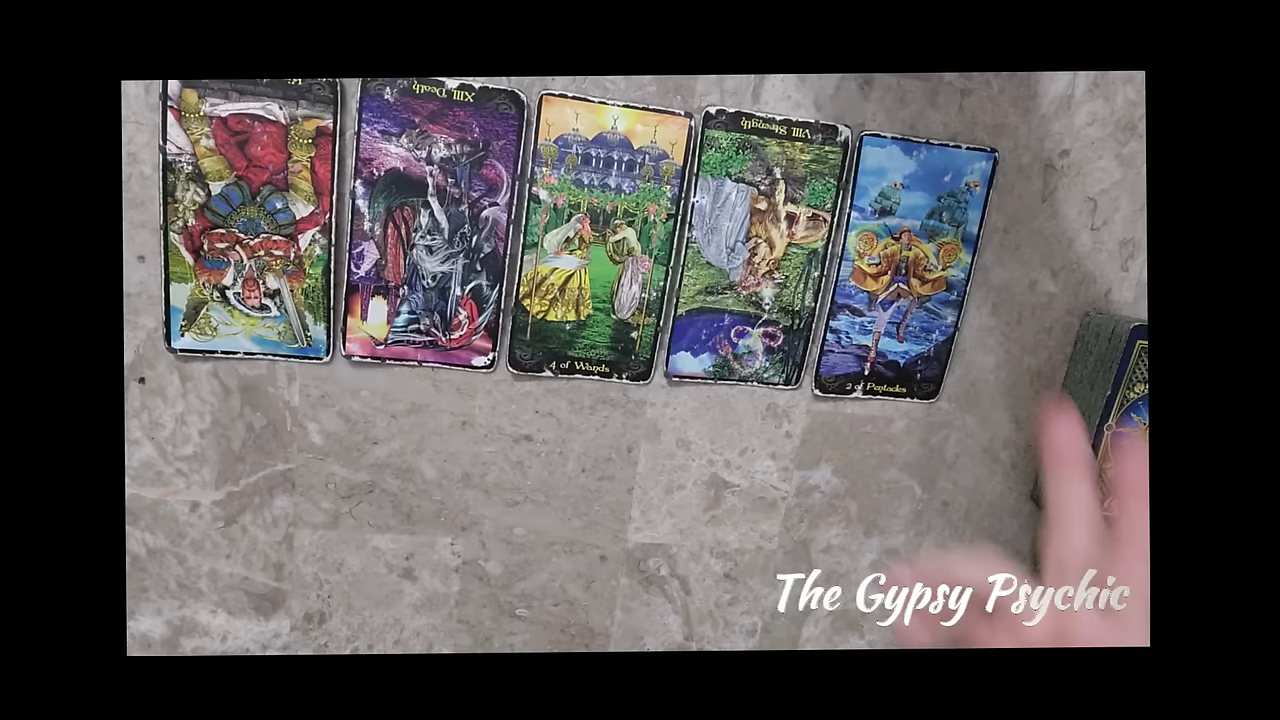 XIII. Death
VIII. Strength
4 of Wands
2 of Pentacles
The Gypsy Psychic